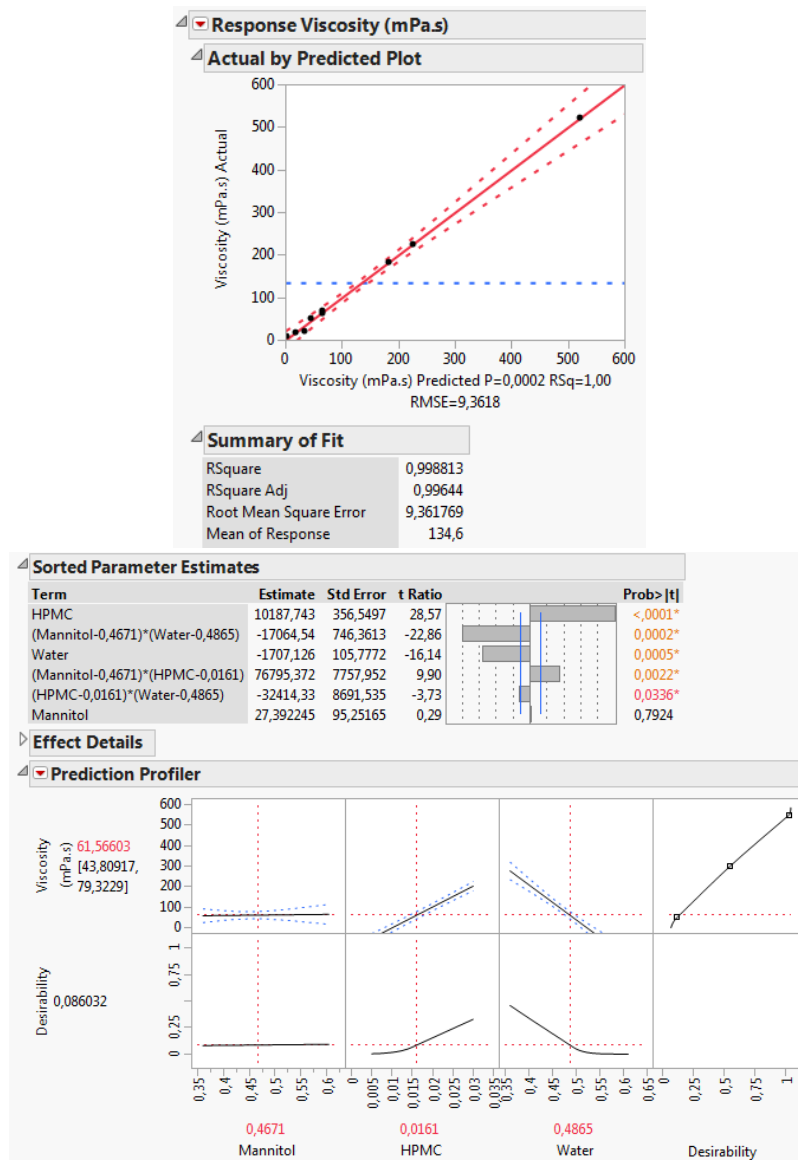 Response Viscosity (mPa.s)
Actual by Predicted Plot
600
500
400
300
200
100
0
Viscosity (mPa.s) Actual
0 100 200 300 400 500 600
Viscosity (mPa.s) Predicted P=0,0002 RSq=1,00
RMSE=9,3618
Summary of Fit
RSquare 0,998813
RSquare Adj 0,99644
Root Mean Square Error 9,361769
Mean of Response 134,6
Sorted Parameter Estimates
Term Estimate Std Error t Ratio Prob>|t|
HPMC 10187,743 356,5497 28,57 <,0001*
(Mannitol-0,4671)*(Water-0,4865) -17064,54 746,3613 -22,86 0,0002*
Water -1707,126 105,7772 -16,14 0,0005*
(Mannitol-0,4671)*(HPMC-0,0161) 76795,372 7757,952 9,90 0,0022*
(HPMC-0,0161)*(Water-0,4865) -32414,33 8691,535 -3,73 0,0336*
Mannitol 27,392245 95,25165 0,29 0,7924
Effect Details
Prediction Profiler
Viscosity
(mPa.s)
61,56603
[43,80917,
79,3229]
600
500
400
300
200
100
0
Desirability
0,086032
1
0,75
0,25
0
0,35 0,4 0,45 0,5 0,55 0,6
0 0,005 0,01 0,015 0,02 0,025 0,03 0,035
0,35 0,4 0,45 0,5 0,55 0,6 0,65
0 0,25 0,5 0,75 1
0,4671 0,0161 0,4865
Mannitol HPMC Water Desirability